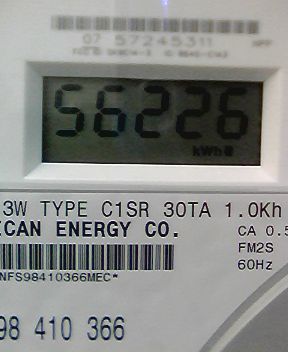 07 57245311
56226
kWh
3W TYPE C1SR 30TA 1.0Kh
ICAN ENERGY CO.
CA 0.5
FM2S
60Hz
NFS98410366MEC*
98 410 366